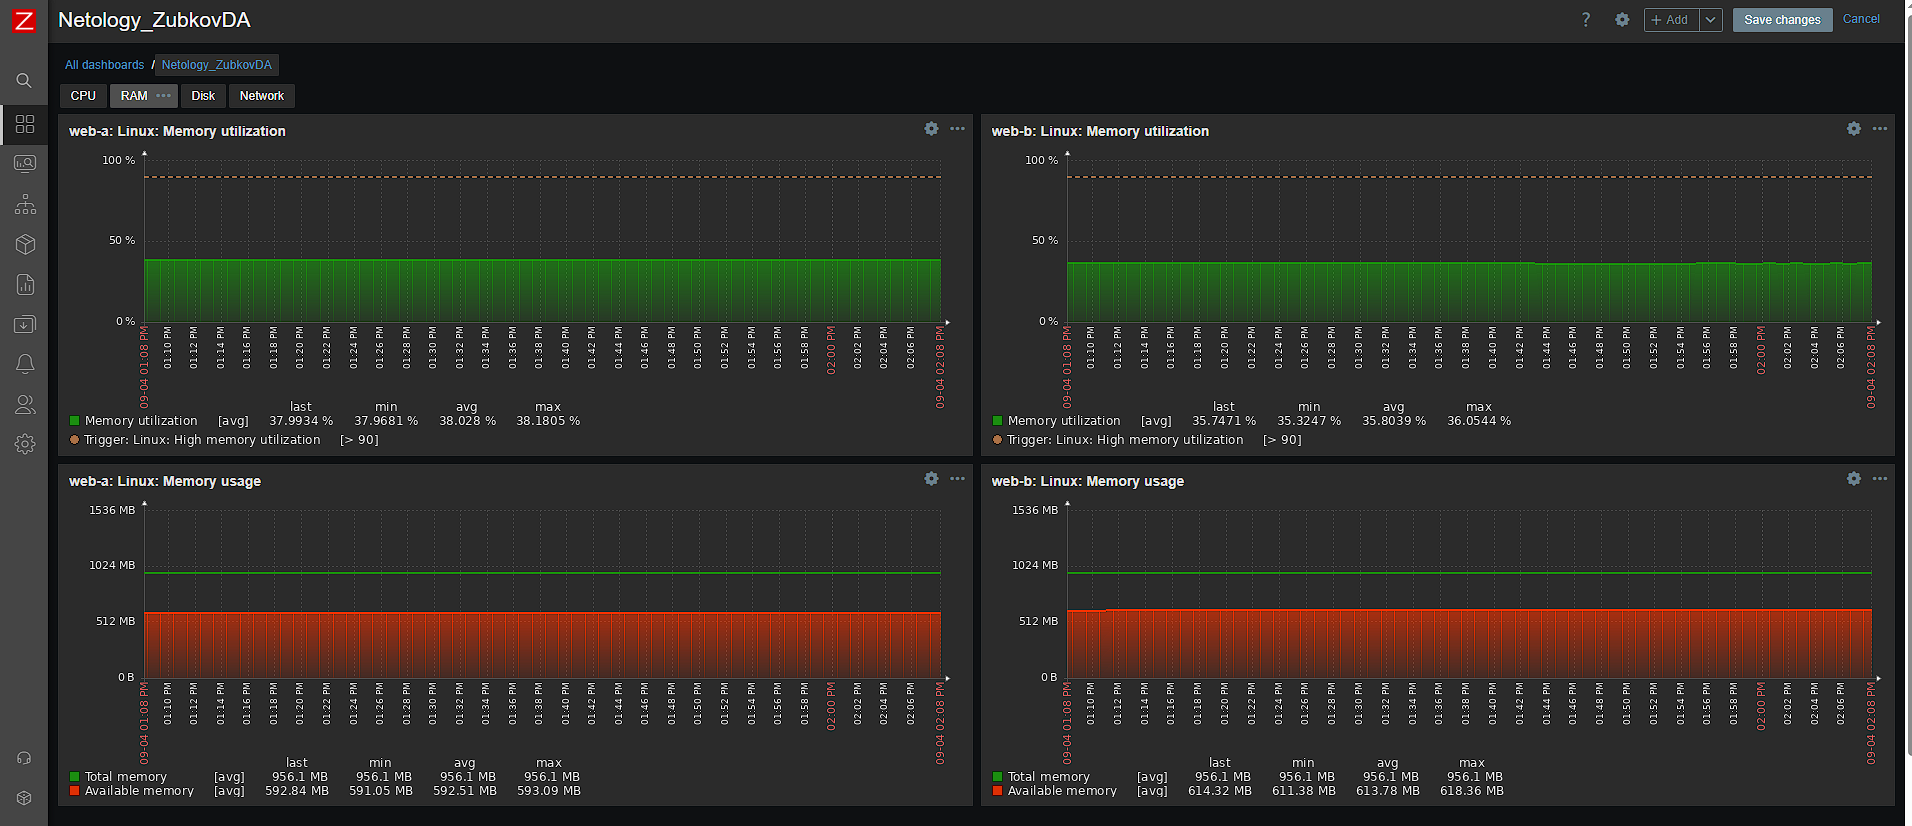 Z
Netology_ZubkovDA
? + Add Save changes Cancel
All dashboards / Netology_ZubkovDA
CPU RAM ••• Disk Network
web-a: Linux: Memory utilization
100 %
50 %
0 %
09-04 01:08 PM 01:10 PM 01:12 PM 01:14 PM 01:16 PM 01:18 PM 01:20 PM 01:22 PM 01:24 PM 01:26 PM 01:28 PM 01:30 PM 01:32 PM 01:34 PM 01:36 PM 01:38 PM 01:40 PM 01:42 PM 01:44 PM 01:46 PM 01:48 PM 01:50 PM 01:52 PM 01:54 PM 01:56 PM 01:58 PM 02:00 PM 02:02 PM 02:04 PM 02:06 PM 09-04 02:08 PM
last min avg max
Memory utilization [avg] 37.9934 % 37.9681 % 38.028 % 38.1805 %
Trigger: Linux: High memory utilization [> 90]
web-b: Linux: Memory utilization
100 %
50 %
0 %
09-04 01:08 PM 01:10 PM 01:12 PM 01:14 PM 01:16 PM 01:18 PM 01:20 PM 01:22 PM 01:24 PM 01:26 PM 01:28 PM 01:30 PM 01:32 PM 01:34 PM 01:36 PM 01:38 PM 01:40 PM 01:42 PM 01:44 PM 01:46 PM 01:48 PM 01:50 PM 01:52 PM 01:54 PM 01:56 PM 01:58 PM 02:00 PM 02:02 PM 02:04 PM 02:06 PM 09-04 02:08 PM
last min avg max
Memory utilization [avg] 35.7471 % 35.3247 % 35.8039 % 36.0544 %
Trigger: Linux: High memory utilization [> 90]
web-a: Linux: Memory usage
1536 MB
1024 MB
512 MB
0 B
09-04 01:08 PM 01:10 PM 01:12 PM 01:14 PM 01:16 PM 01:18 PM 01:20 PM 01:22 PM 01:24 PM 01:26 PM 01:28 PM 01:30 PM 01:32 PM 01:34 PM 01:36 PM 01:38 PM 01:40 PM 01:42 PM 01:44 PM 01:46 PM 01:48 PM 01:50 PM 01:52 PM 01:54 PM 01:56 PM 01:58 PM 02:00 PM 02:02 PM 02:04 PM 02:06 PM 09-04 02:08 PM
last min avg max
Total memory [avg] 956.1 MB 956.1 MB 956.1 MB 956.1 MB
Available memory [avg] 592.84 MB 591.05 MB 592.51 MB 593.09 MB
web-b: Linux: Memory usage
1536 MB
1024 MB
512 MB
0 B
09-04 01:08 PM 01:10 PM 01:12 PM 01:14 PM 01:16 PM 01:18 PM 01:20 PM 01:22 PM 01:24 PM 01:26 PM 01:28 PM 01:30 PM 01:32 PM 01:34 PM 01:36 PM 01:38 PM 01:40 PM 01:42 PM 01:44 PM 01:46 PM 01:48 PM 01:50 PM 01:52 PM 01:54 PM 01:56 PM 01:58 PM 02:00 PM 02:02 PM 02:04 PM 02:06 PM 09-04 02:08 PM
last min avg max
Total memory [avg] 956.1 MB 956.1 MB 956.1 MB 956.1 MB
Available memory [avg] 614.32 MB 611.38 MB 613.78 MB 618.36 MB